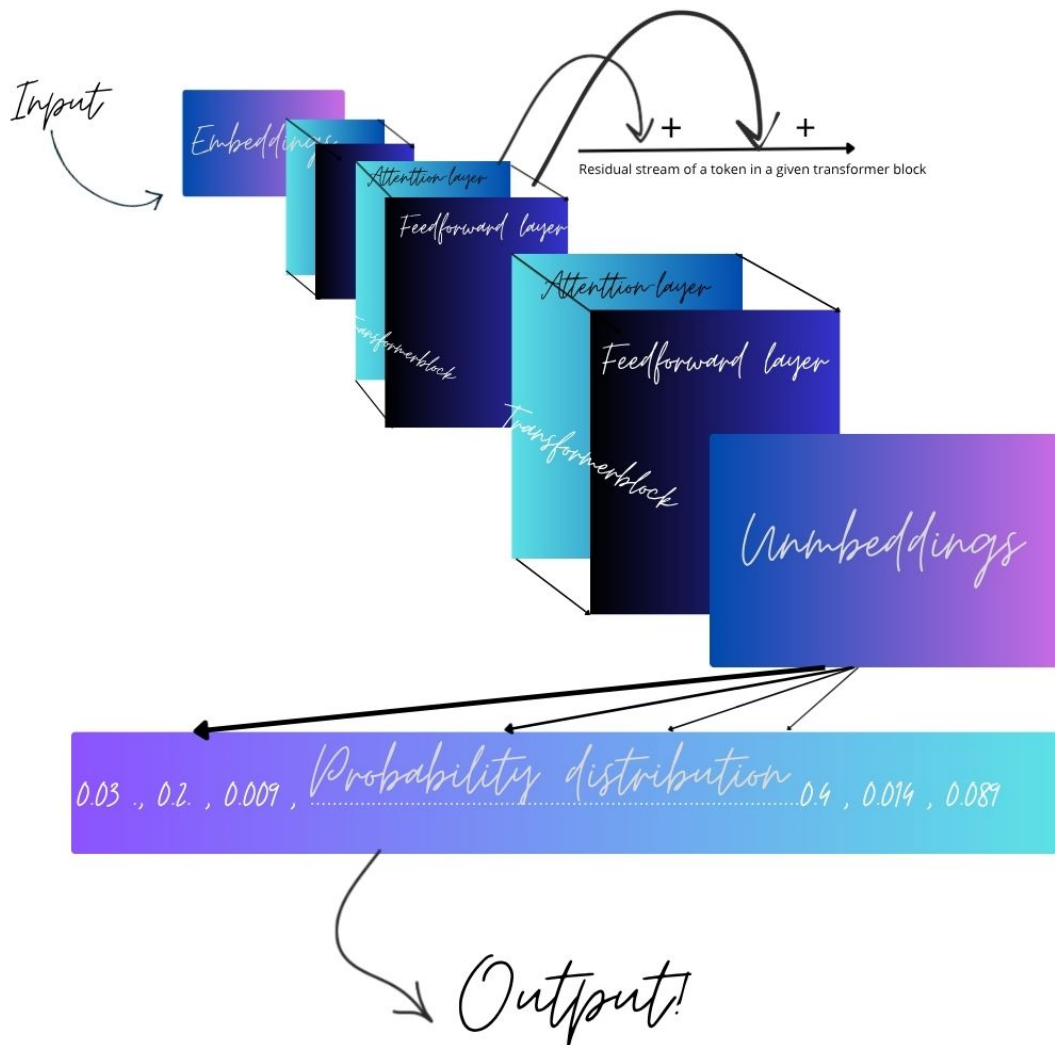 Input
Embeddings
+ +
Residual stream of a token in a given transformer block
Attenttion-layer
Feedforward layer
Transformerblock
Attenttion-layer
Feedforward layer
Transformerblock
Unmbeddings
Probability distribution
0.03 ., 0.2. , 0.009 , ........ 0.4 , 0.014 , 0.089
Output!